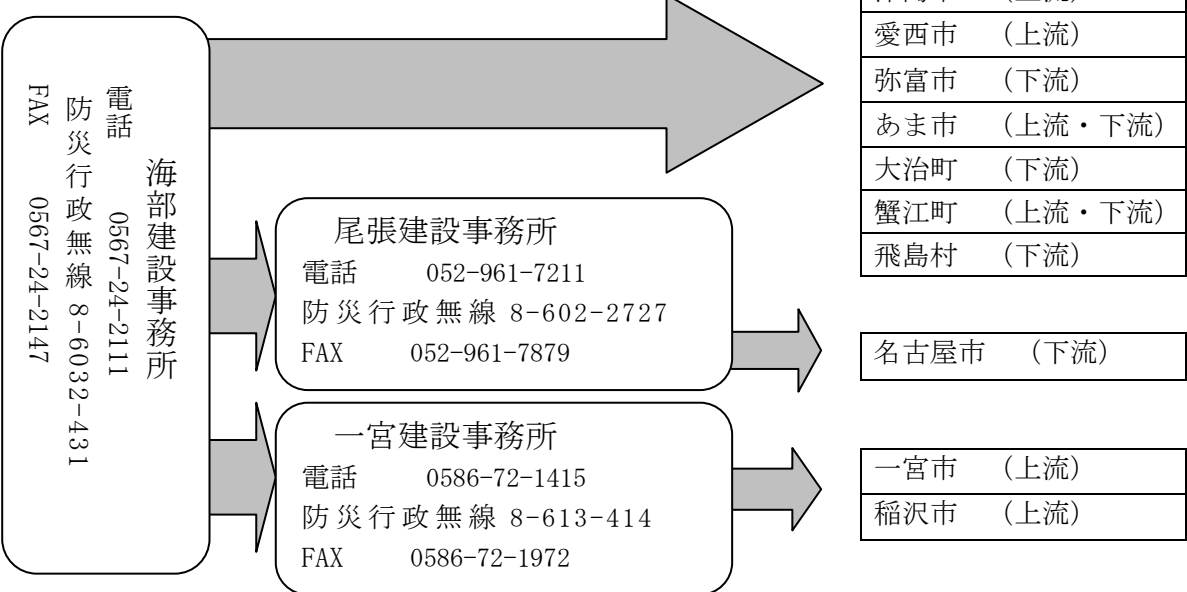 海部建設事務所
電話 0567-24-2111
防災行政無線 8-6032-431
FAX 0567-24-2147
尾張建設事務所
電話 052-961-7211
防災行政無線 8-602-2727
FAX 052-961-7879
一宮建設事務所
電話 0586-72-1415
防災行政無線 8-613-414
FAX 0586-72-1972
愛西市 (上流)
弥富市 (下流)
あま市 (上流・下流)
大治町 (下流)
蟹江町 (上流・下流)
飛島村 (下流)
名古屋市 (下流)
一宮市 (上流)
稲沢市 (上流)